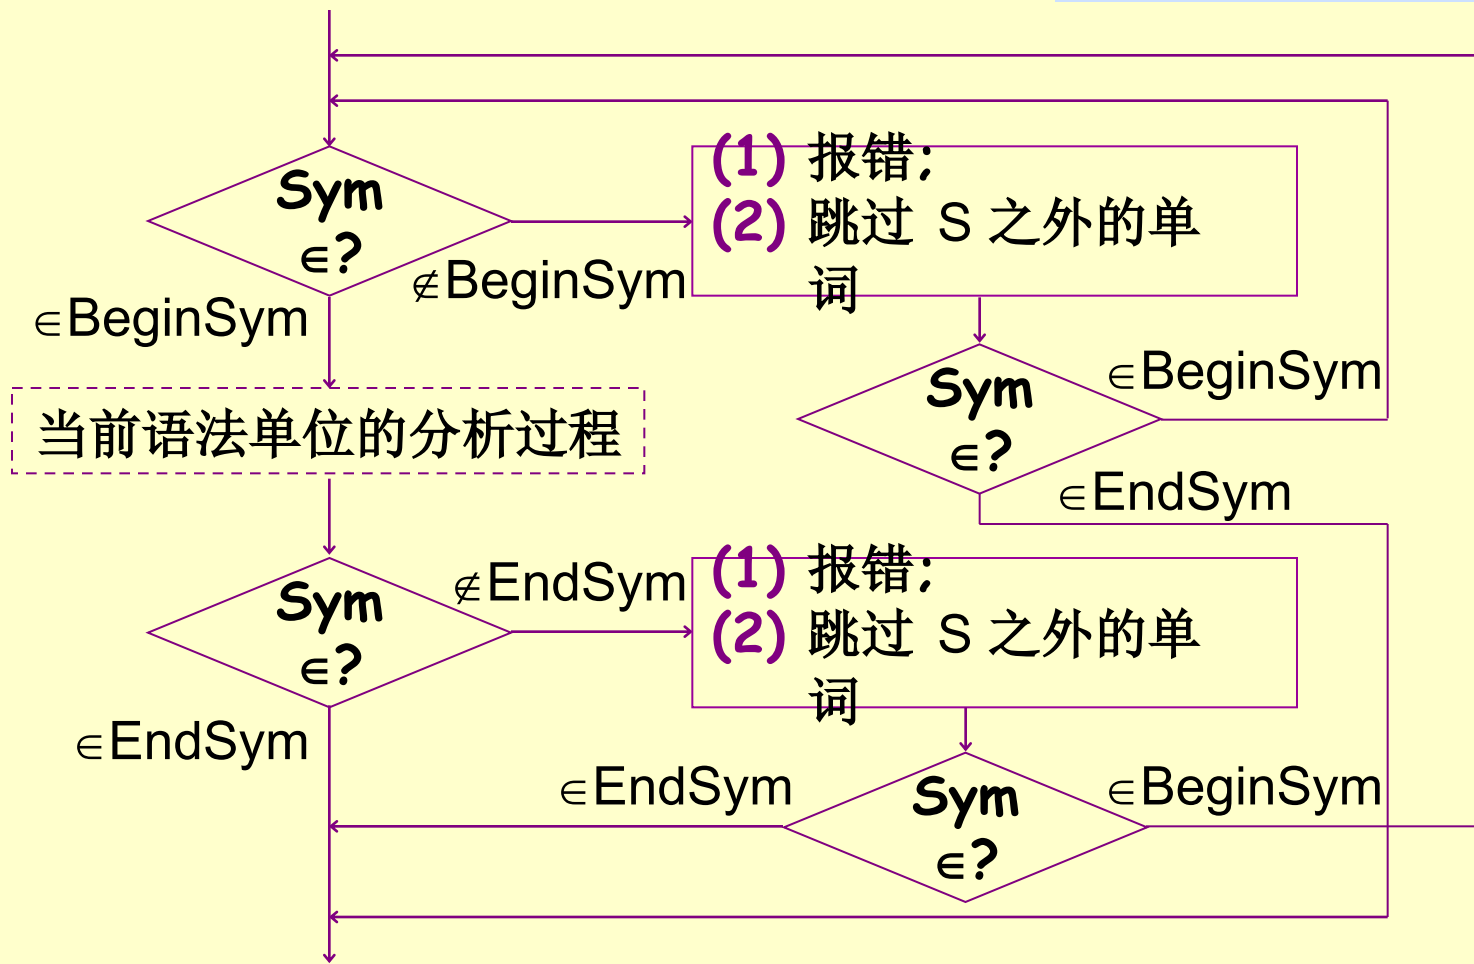 Sym
∈?
(1) 报错;
(2) 跳过 S 之外的单
词
∉BeginSym
∈BeginSym
Sym
∈?
∈BeginSym
当前语法单位的分析过程
∈EndSym
Sym
∈?
∉EndSym
(1) 报错;
(2) 跳过 S 之外的单
词
∈EndSym
∈EndSym
Sym
∈?
∈BeginSym